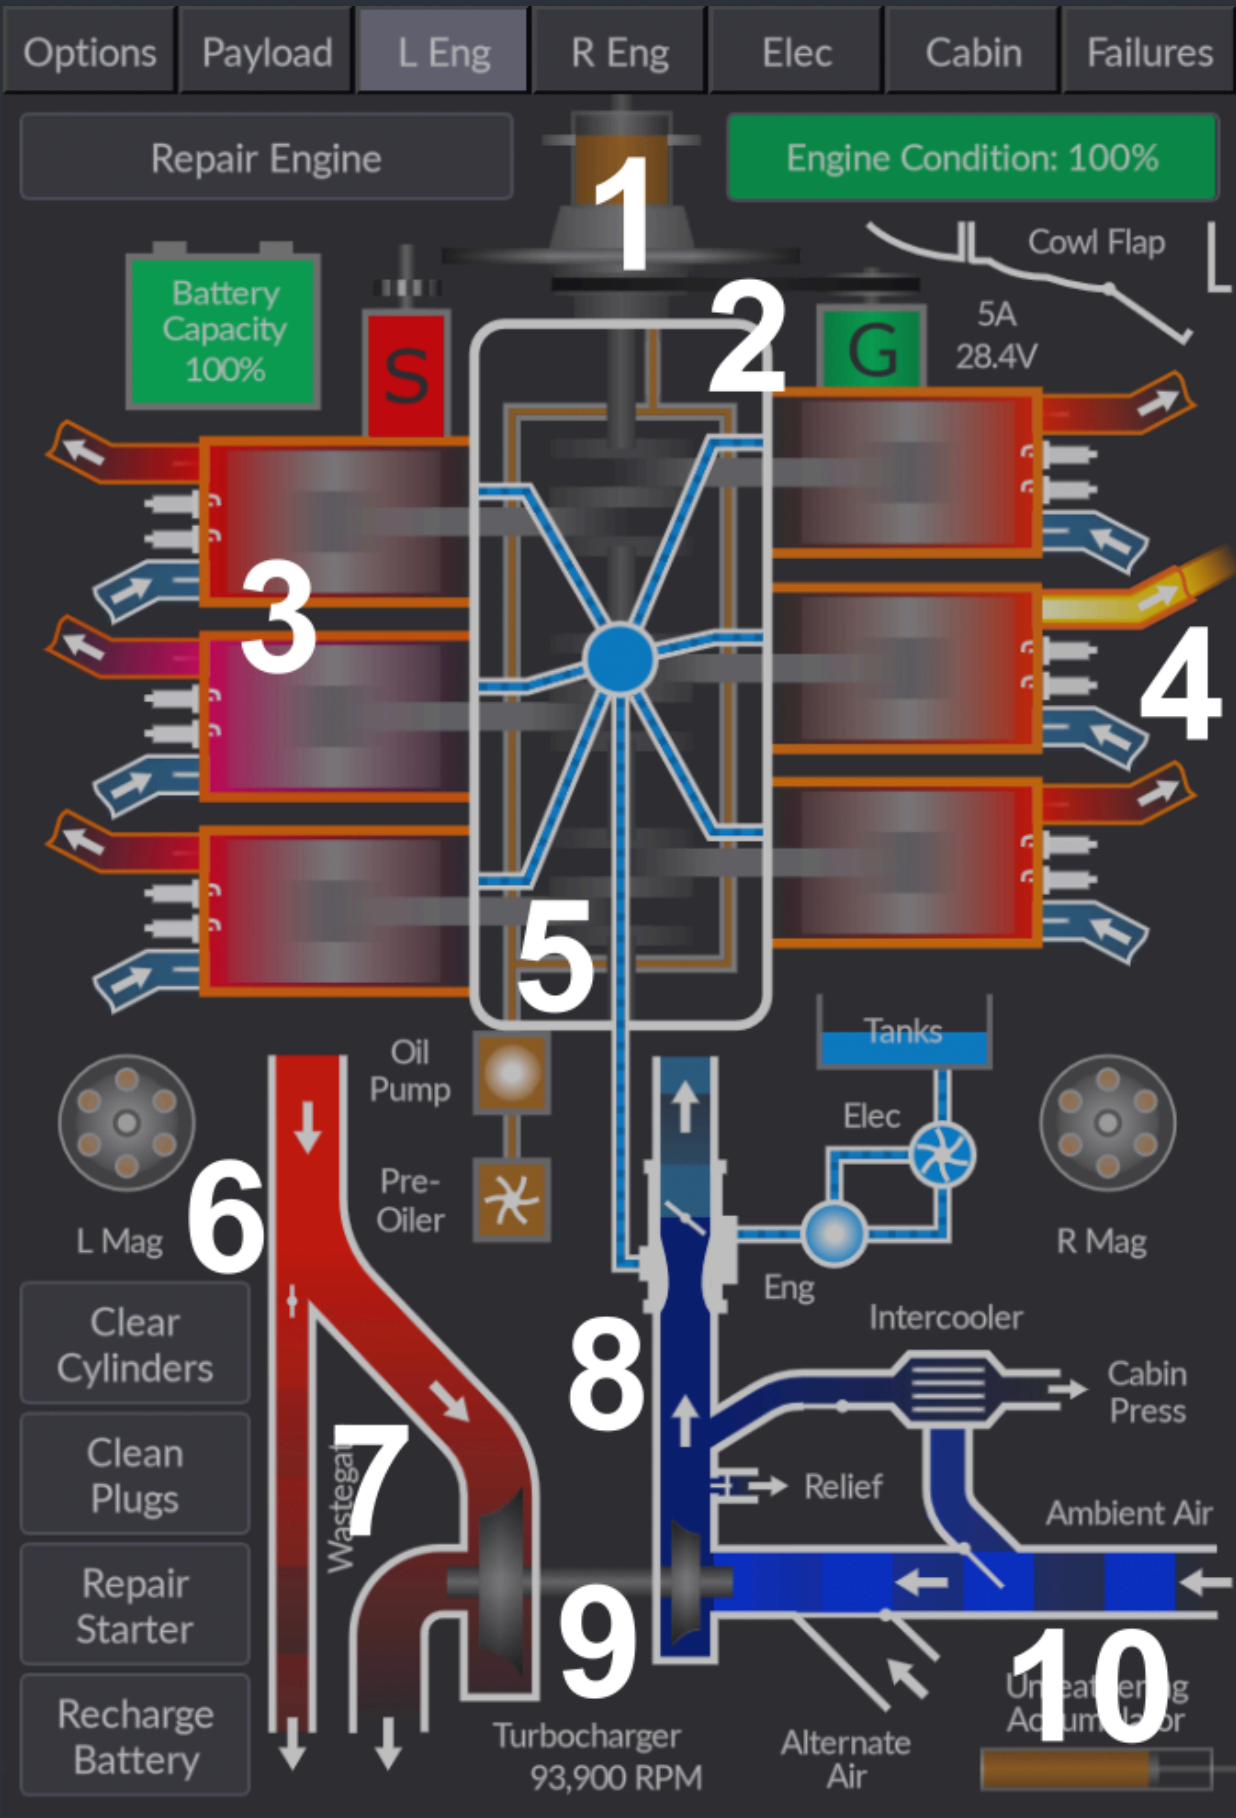 Options
Payload
L Eng
R Eng
Elec
Cabin
Failures
Repair Engine
1
Engine Condition: 100%
Cowl Flap
Battery
Capacity
100%
S
2
G
5A
28.4V
3
4
5
Oil
Pump
Tanks
Elec
Pre-
Oiler
6
L Mag
R Mag
Eng
Clear
Cylinders
8
Intercooler
Cabin
Press
Clean
Plugs
7
Relief
Ambient Air
Repair
Starter
9
10
Recharge
Battery
Turbocharger
93,900 RPM
Alternate
Air